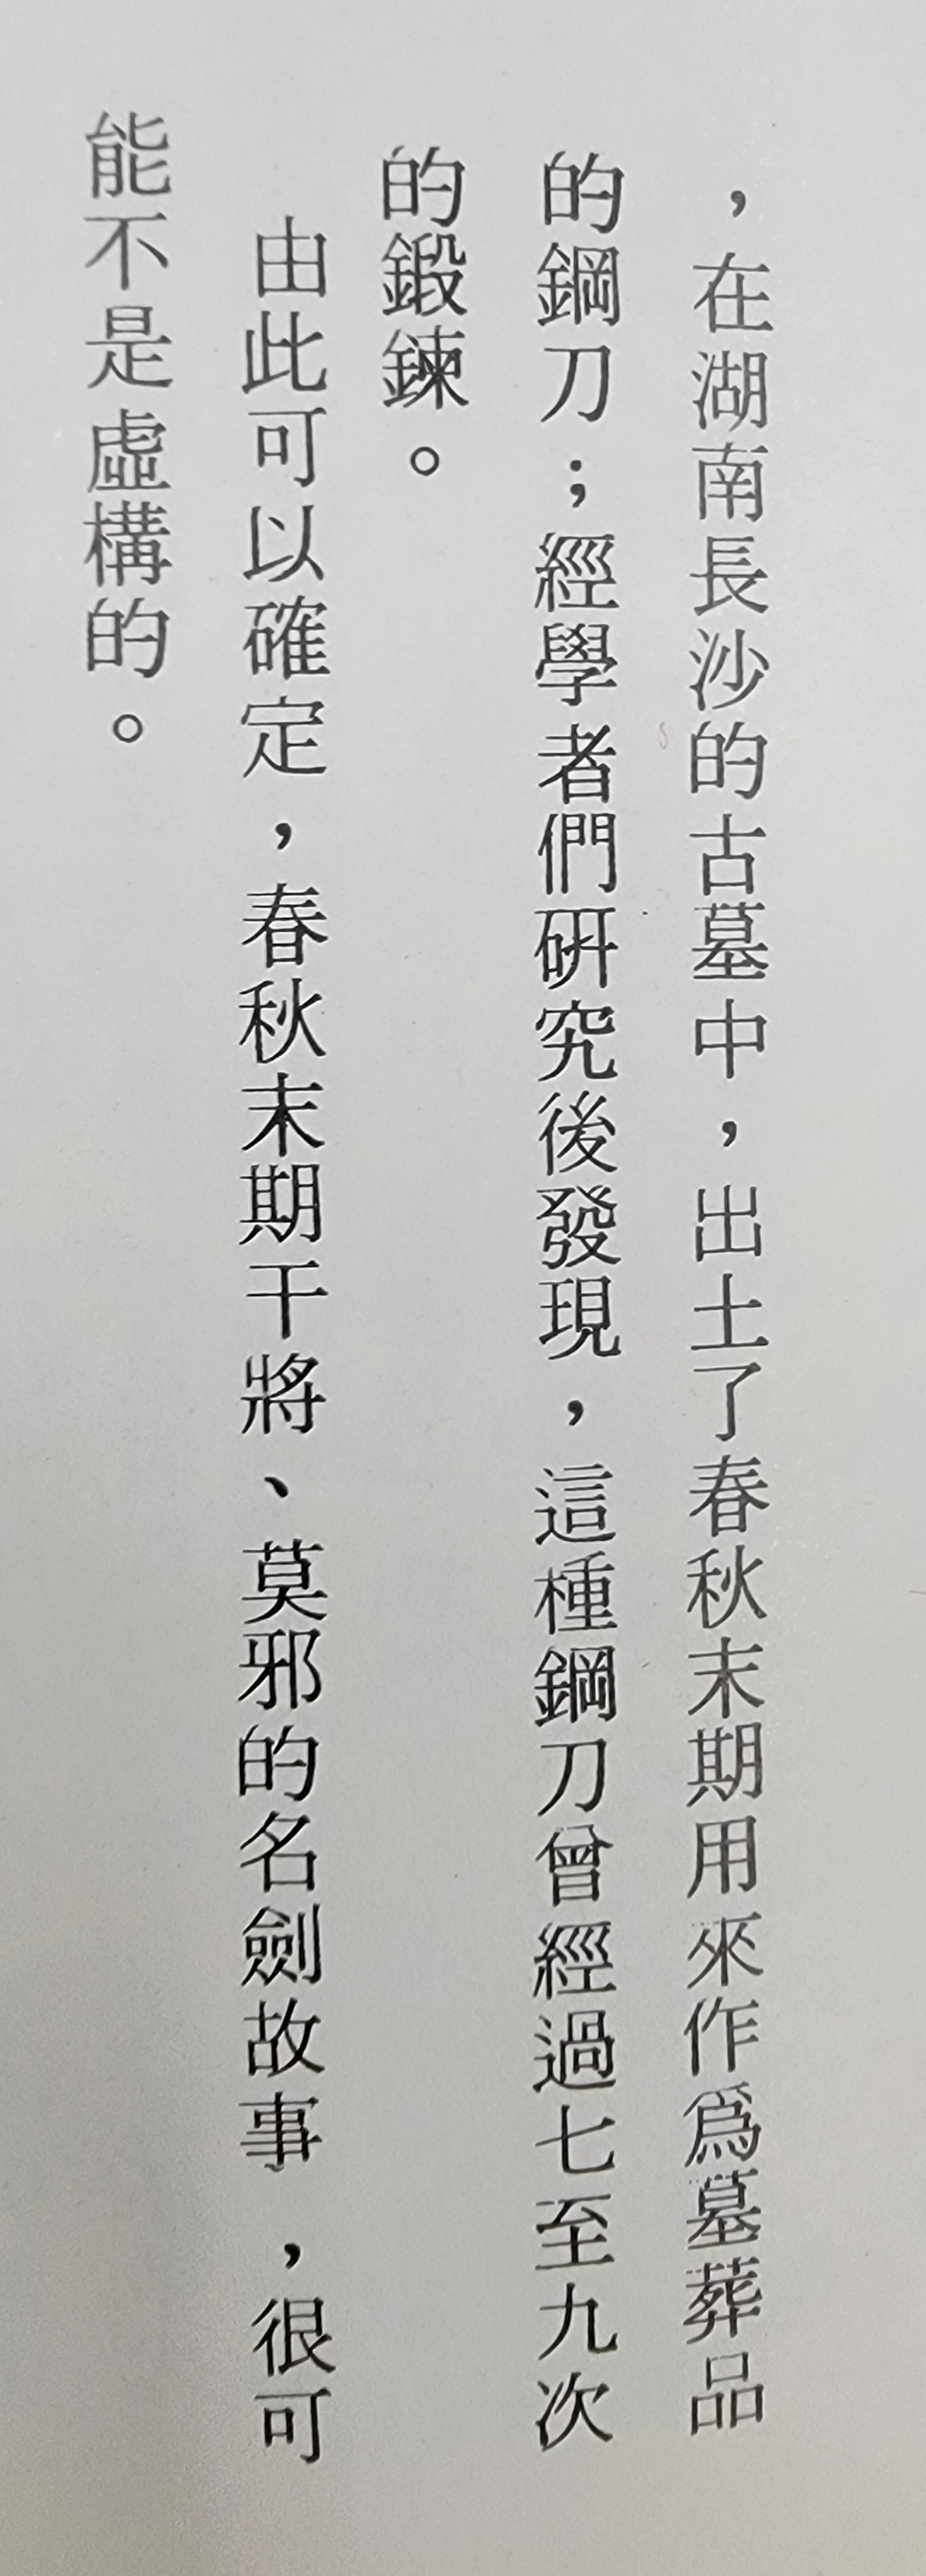 ，在湖南長沙的古墓中，出土了春秋末期用來作爲墓葬品
的鋼刀；經學者們研究後發現，這種鋼刀曾經過七至九次
的鍛鍊。
由此可以確定，春秋末期干將、莫邪的名劍故事，很可
能不是虛構的。